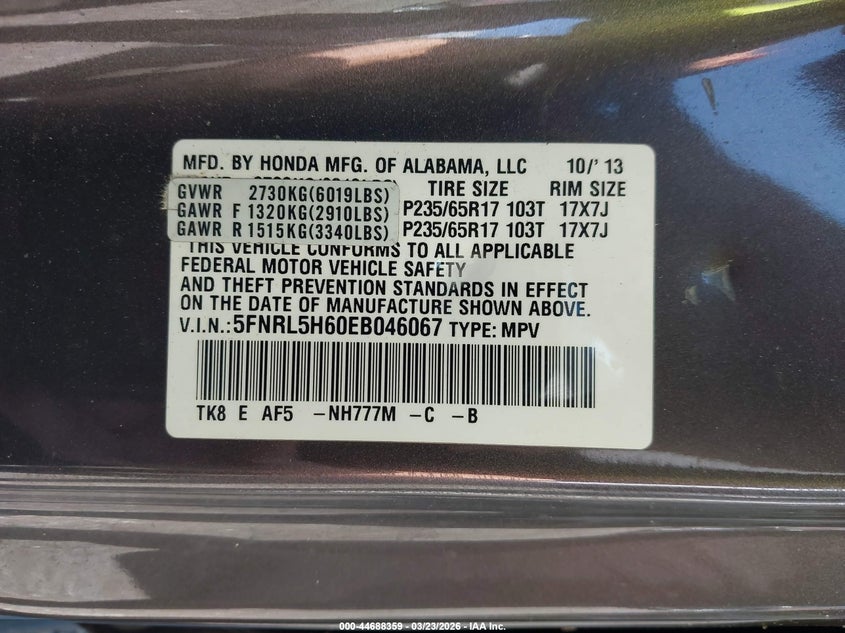 MFD. BY HONDA MFG. OF ALABAMA, LLC 10/'13
TIRE SIZE RIM SIZE
GVWR 2730KG(6019LBS)
GAWR F 1320KG(2910LBS) P235/65R17 103T 17X7J
GAWR R 1515KG(3340LBS) P235/65R17 103T 17X7J
THIS VEHICLE CONFORMS TO ALL APPLICABLE
FEDERAL MOTOR VEHICLE SAFETY
AND THEFT PREVENTION STANDARDS IN EFFECT
ON THE DATE OF MANUFACTURE SHOWN ABOVE.
V.I.N.:5FNRL5H60EB046067 TYPE: MPV
TK8 E AF5 -NH777M -C -B
000-44688359 - 03/23/2026 - IAA Inc.